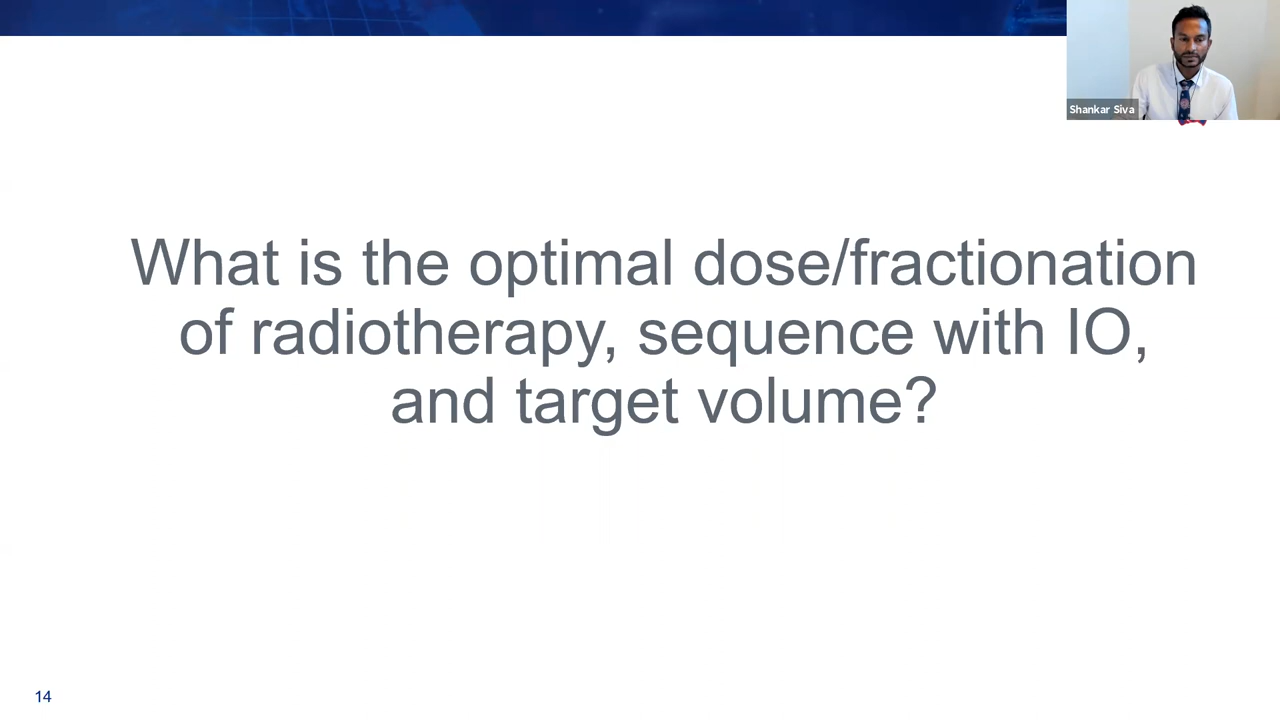 Shankar Siva
What is the optimal dose/fractionation
of radiotherapy, sequence with IO,
and target volume?
14